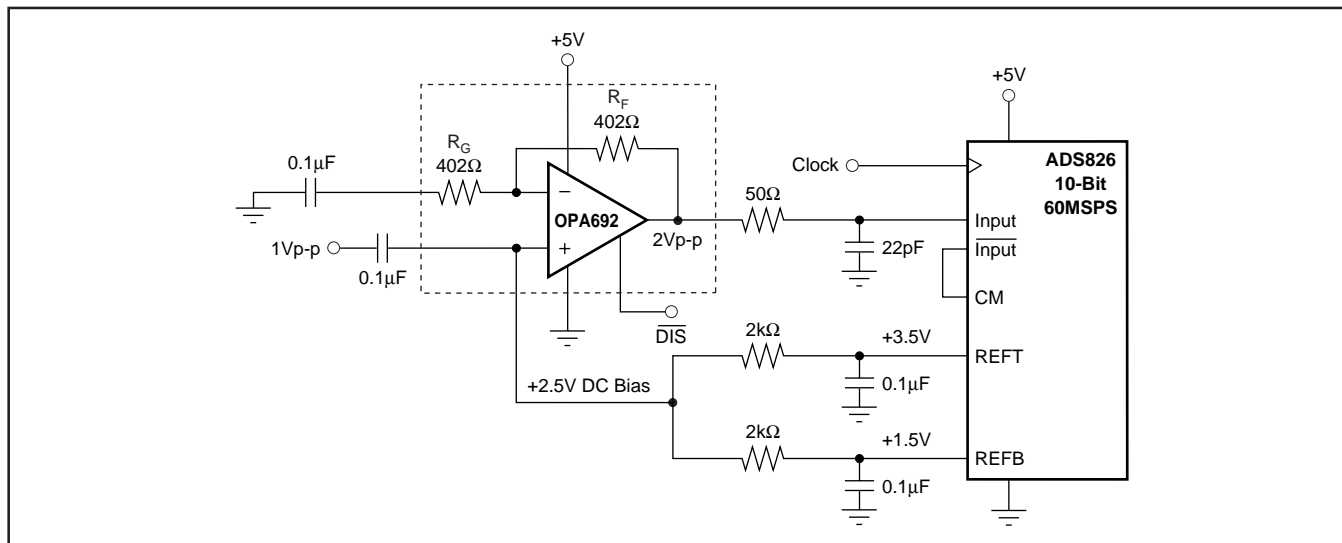 +5V
+5V
R_F
402Ω
R_G
402Ω
0.1µF
Clock
ADS826
10-Bit
60MSPS
−
OPA692
+
50Ω
Input
2Vp-p
1Vp-p
0.1µF
22pF
Input
CM
DIS
2kΩ
+3.5V
REFT
+2.5V DC Bias
0.1µF
2kΩ
+1.5V
REFB
0.1µF